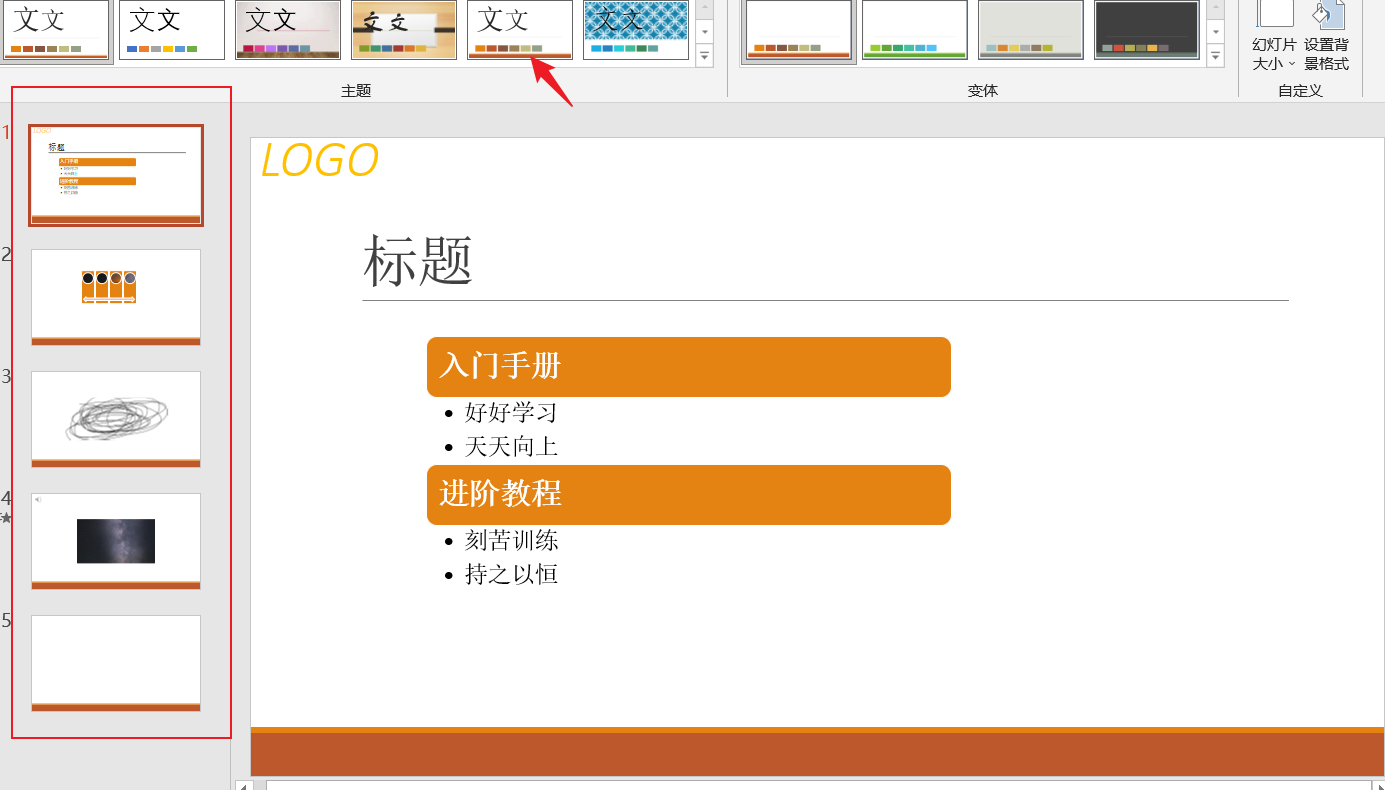 文文 文文 文文 文文 文文 文文
幻灯片 设置背
大小 景格式
主题 变体 自定义
1
LOGO
标题
入门手册
进阶教程
2
3
4
5
LOGO
标题
入门手册
• 好好学习
• 天天向上
进阶教程
• 刻苦训练
• 持之以恒